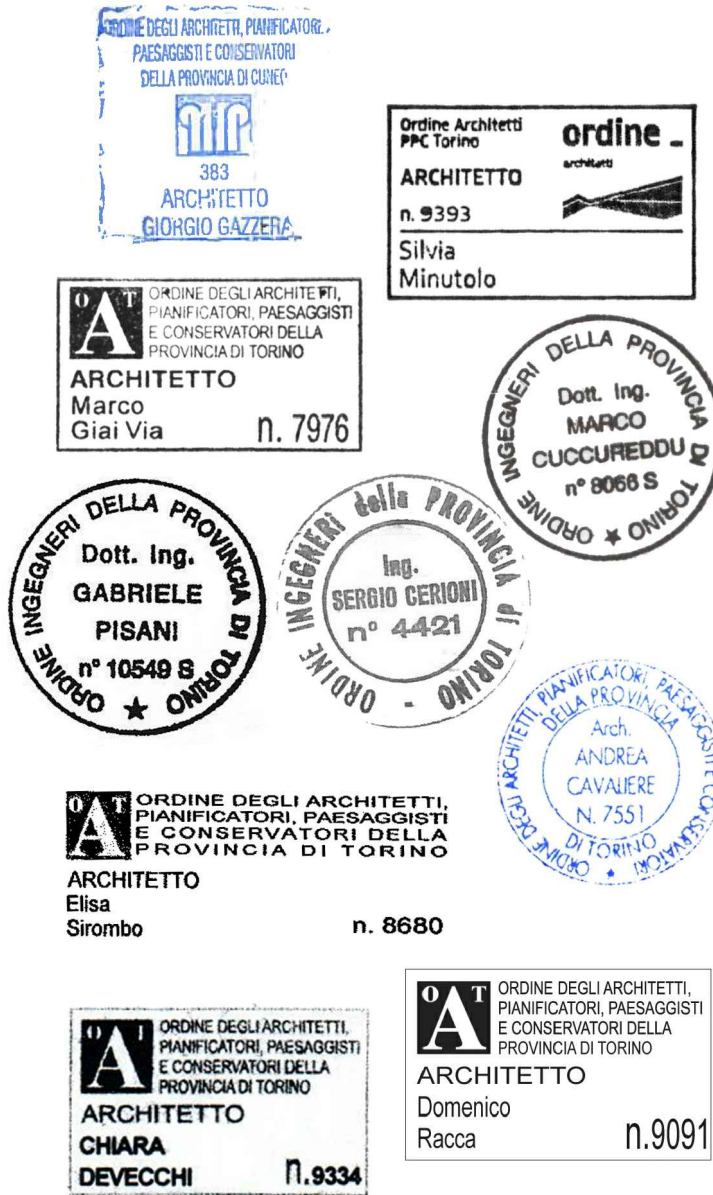 ORDINE DEGLI ARCHITETTI, PIANIFICATORI,
PAESAGGISTI E CONSERVATORI
DELLA PROVINCIA DI CUNEO
383
ARCHITETTO
GIORGIO GAZZERA
Ordine Architetti
PPC Torino
ordine
architetti
ARCHITETTO
n. 9393
Silvia
Minutolo
OAT
ORDINE DEGLI ARCHITETTI,
PIANIFICATORI, PAESAGGISTI
E CONSERVATORI DELLA
PROVINCIA DI TORINO
ARCHITETTO
Marco
Giai Via
n. 7976
ORDINE INGEGNERI DELLA PROVINCIA DI TORINO
Dott. Ing.
MARCO
CUCCUREDDU
n° 8066 S
ORDINE INGEGNERI DELLA PROVINCIA DI TORINO
Dott. Ing.
GABRIELE
PISANI
n° 10549 S
ORDINE INGEGNERI della PROVINCIA di TORINO -
Ing.
SERGIO CERIONI
n° 4421
ORDINE DEGLI ARCHITETTI, PIANIFICATORI PAESAGGISTI E CONSERVATORI
DELLA PROVINCIA
Arch.
ANDREA
CAVALIERE
N. 7551
DI TORINO
OAT
ORDINE DEGLI ARCHITETTI,
PIANIFICATORI, PAESAGGISTI
E CONSERVATORI DELLA
PROVINCIA DI TORINO
ARCHITETTO
Elisa
Sirombo
n. 8680
OAT
ORDINE DEGLI ARCHITETTI,
PIANIFICATORI, PAESAGGISTI
E CONSERVATORI DELLA
PROVINCIA DI TORINO
ARCHITETTO
CHIARA
DEVECCHI
n.9334
OAT
ORDINE DEGLI ARCHITETTI,
PIANIFICATORI, PAESAGGISTI
E CONSERVATORI DELLA
PROVINCIA DI TORINO
ARCHITETTO
Domenico
Racca
n.9091